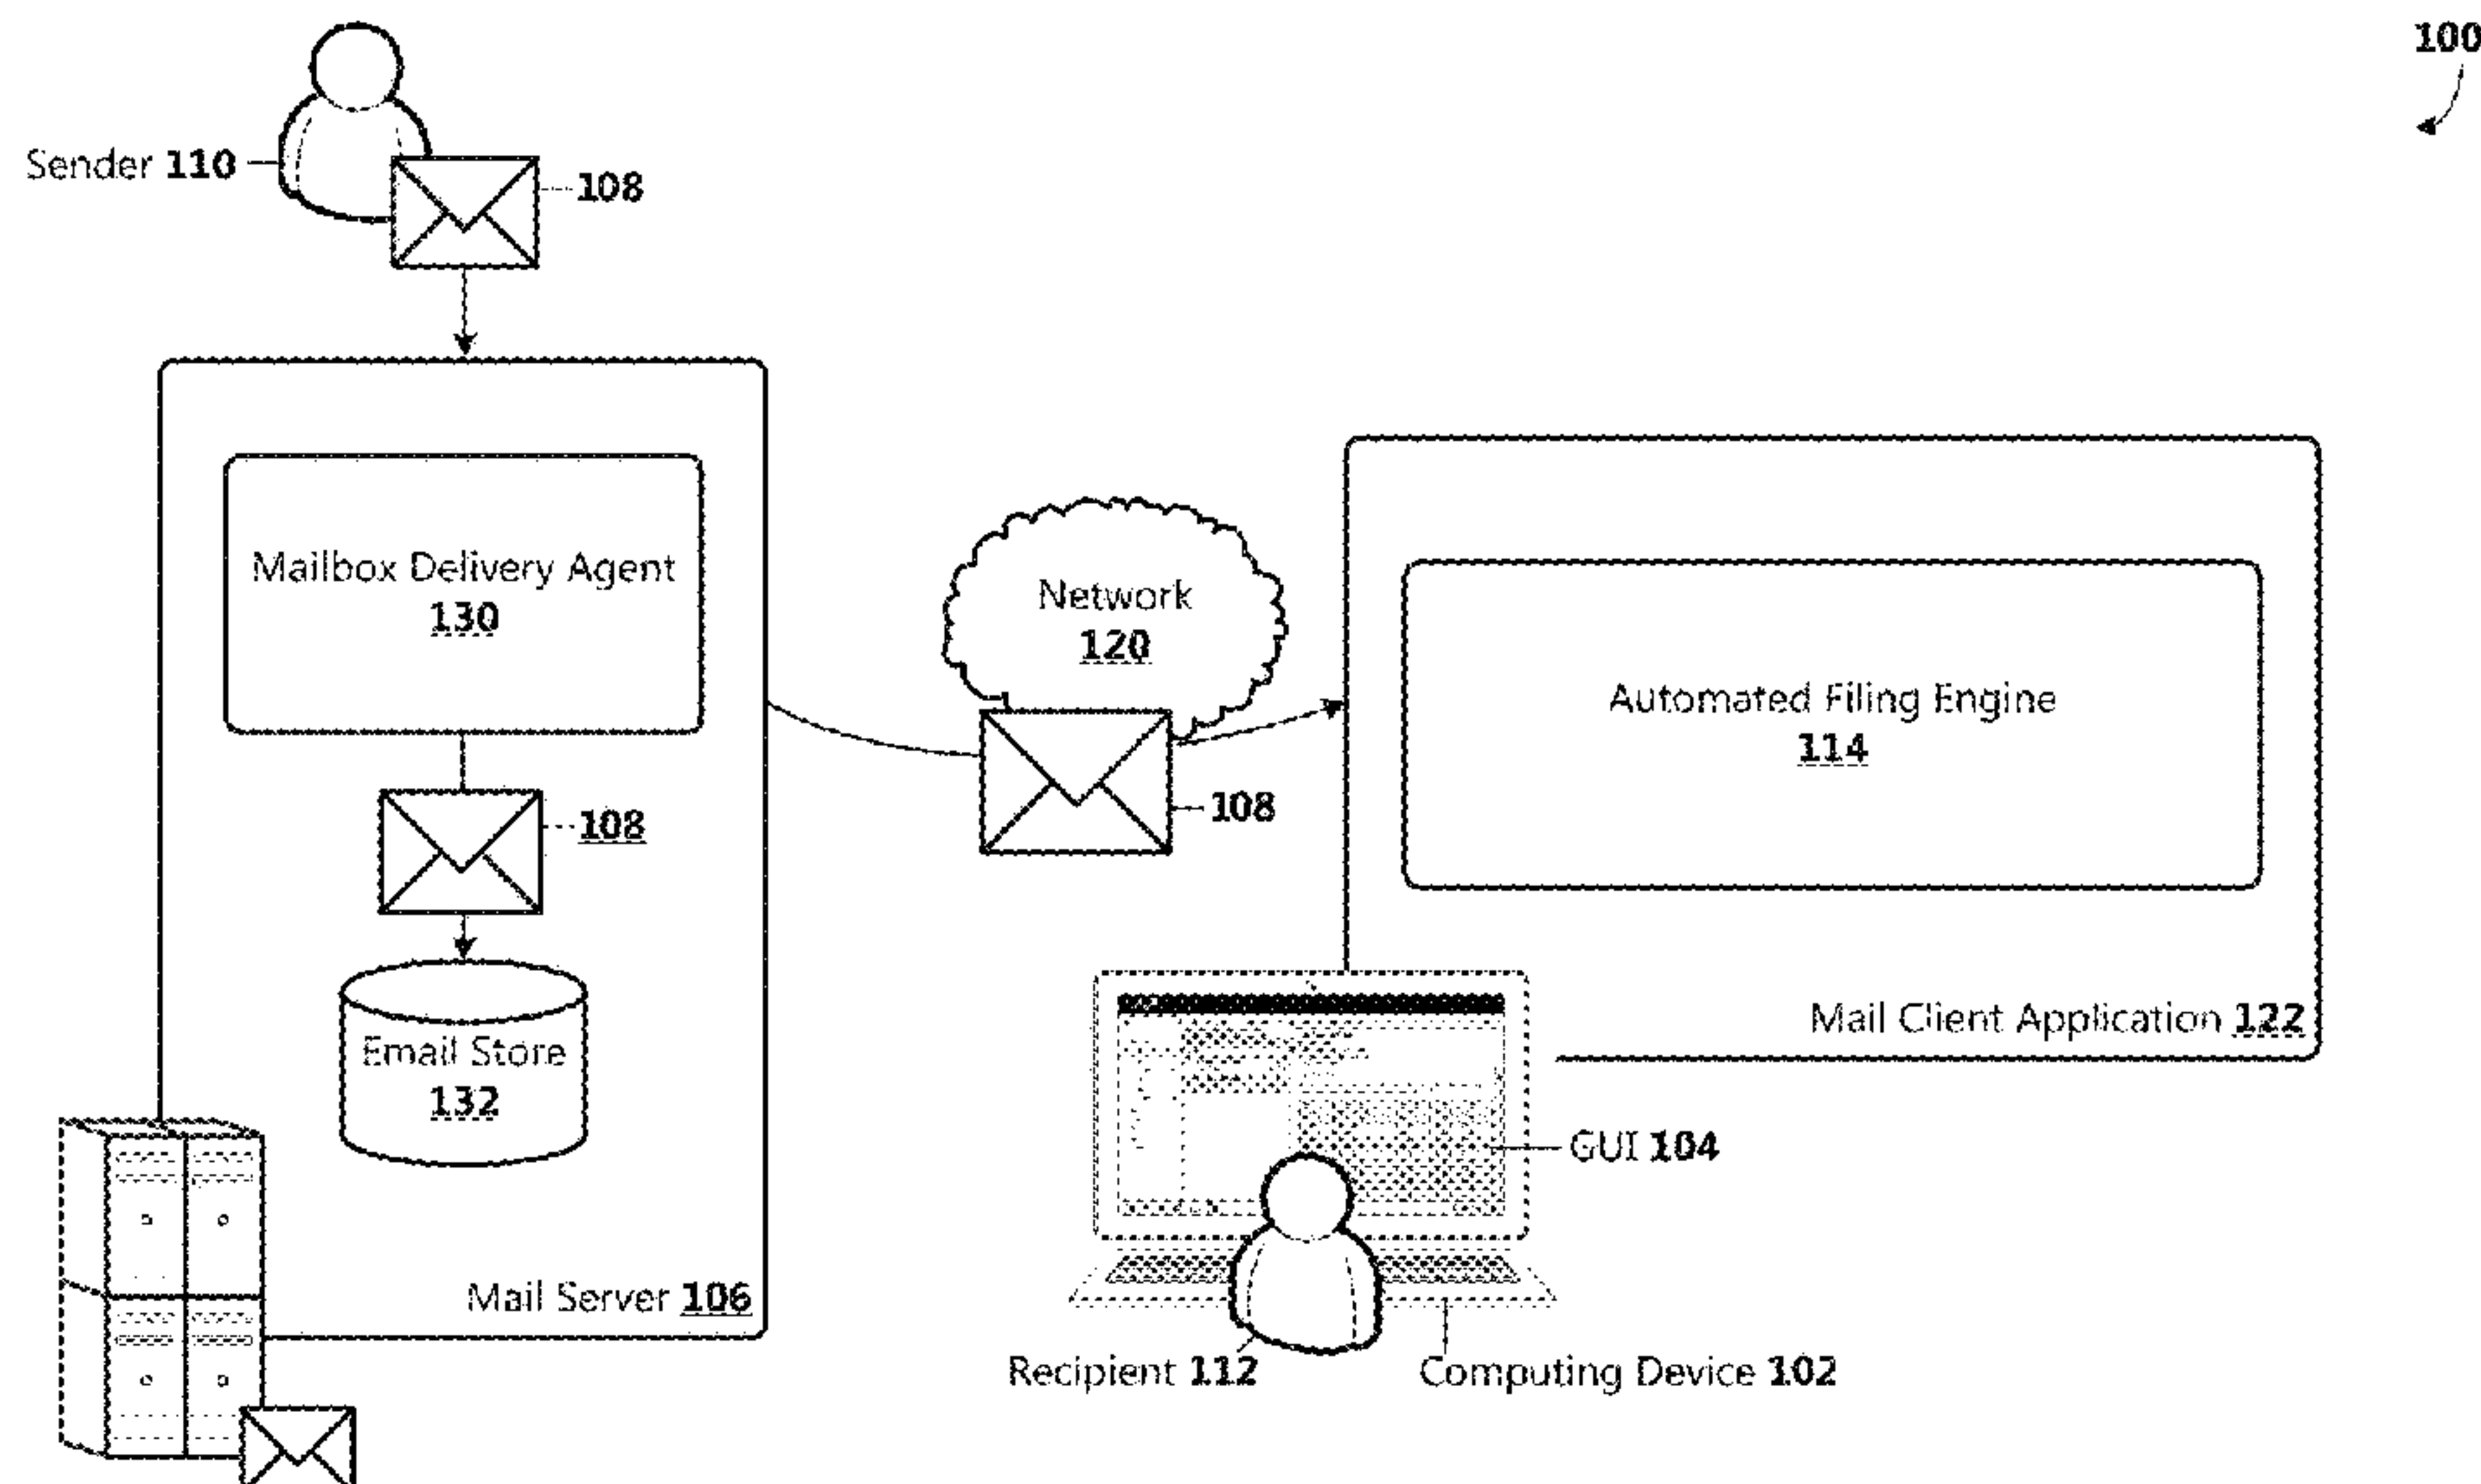 100
Sender 110
108
Mailbox Delivery Agent
130
Network
120
Automated Filing Engine
114
108
108
Email Store
132
Mail Client Application 122
GUI 104
Mail Server 106
Recipient 112
Computing Device 102